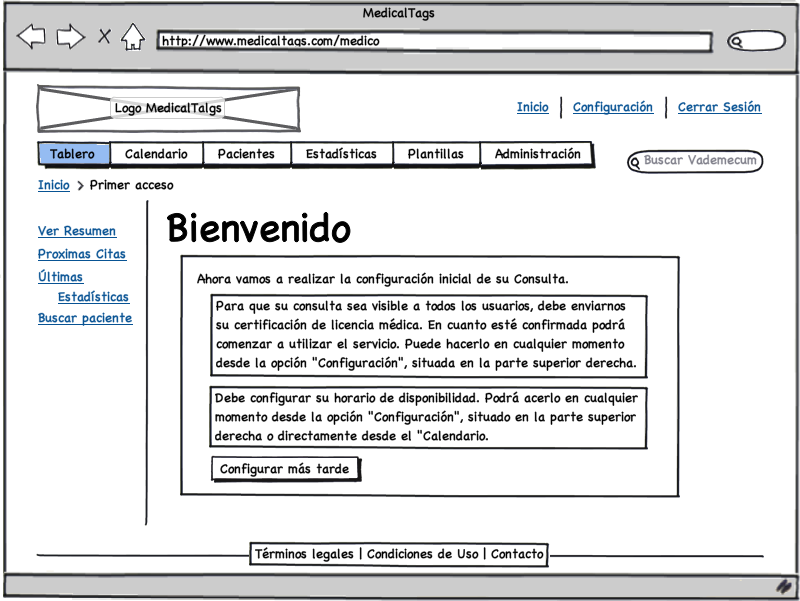 MedicalTags
http://www.medicaltags.com/medico
Logo MedicalTalgs
Inicio | Configuración | Cerrar Sesión
Tablero Calendario Pacientes Estadísticas Plantillas Administración
Buscar Vademecum
Inicio > Primer acceso
Ver Resumen
Proximas Citas
Últimas
Estadísticas
Buscar paciente
Bienvenido
Ahora vamos a realizar la configuración inicial de su Consulta.
Para que su consulta sea visible a todos los usuarios, debe enviarnos
su certificación de licencia médica. En cuanto esté confirmada podrá
comenzar a utilizar el servicio. Puede hacerlo en cualquier momento
desde la opción "Configuración", situada en la parte superior derecha.
Debe configurar su horario de disponibilidad. Podrá acerlo en cualquier
momento desde la opción "Configuración", situado en la parte superior
derecha o directamente desde el "Calendario.
Configurar más tarde
Términos legales | Condiciones de Uso | Contacto